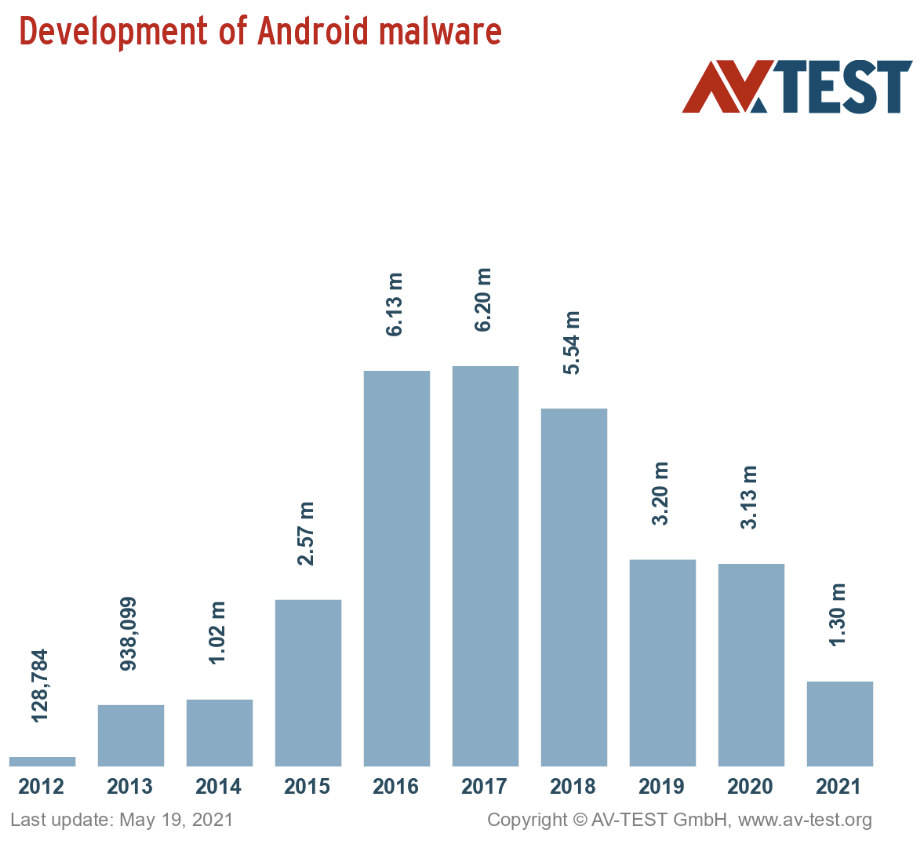 Development of Android malware
AV TEST
6.13 m
6.20 m
5.54 m
3.20 m
3.13 m
2.57 m
1.30 m
938,099
1.02 m
128,784
2012 2013 2014 2015 2016 2017 2018 2019 2020 2021
Last update: May 19, 2021 Copyright © AV-TEST GmbH, www.av-test.org